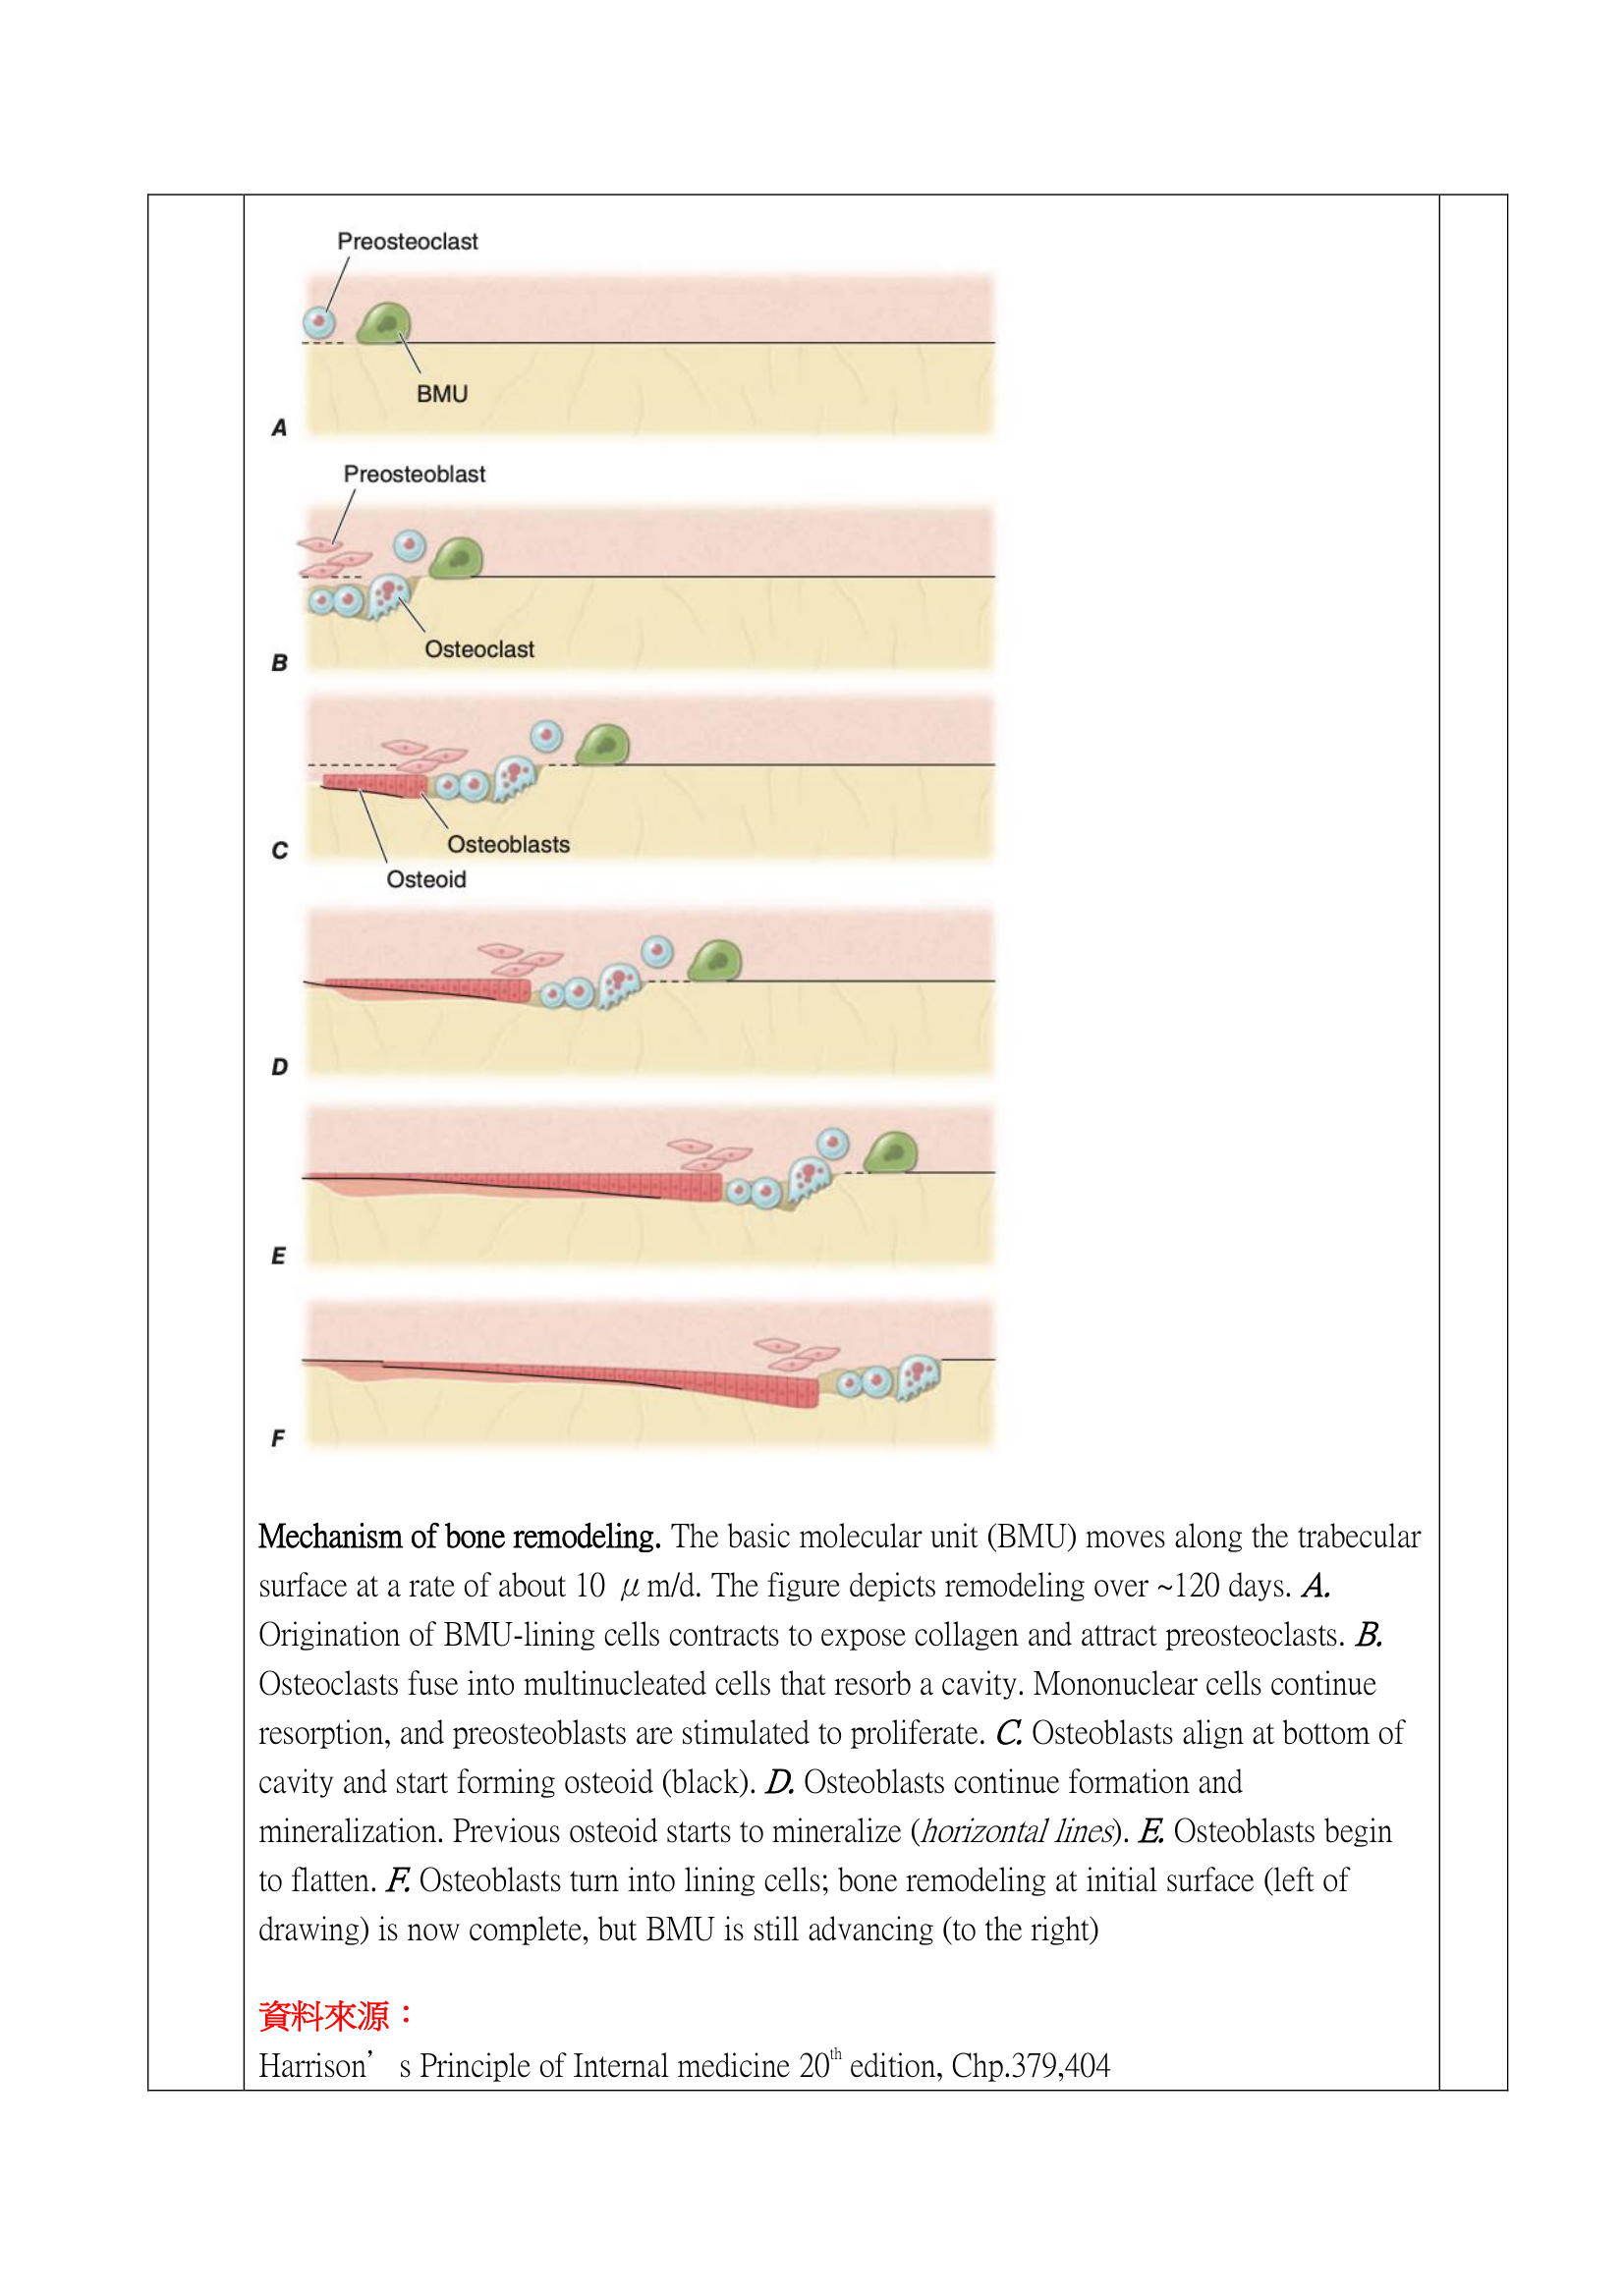 Preosteoclast
BMU
A
Preosteoblast
Osteoclast
B
Osteoblasts
C
Osteoid
D
E
F
Mechanism of bone remodeling. The basic molecular unit (BMU) moves along the trabecular
surface at a rate of about 10 μm/d. The figure depicts remodeling over ~120 days. A.
Origination of BMU-lining cells contracts to expose collagen and attract preosteoclasts. B.
Osteoclasts fuse into multinucleated cells that resorb a cavity. Mononuclear cells continue
resorption, and preosteoblasts are stimulated to proliferate. C. Osteoblasts align at bottom of
cavity and start forming osteoid (black). D. Osteoblasts continue formation and
mineralization. Previous osteoid starts to mineralize (horizontal lines). E. Osteoblasts begin
to flatten. F. Osteoblasts turn into lining cells; bone remodeling at initial surface (left of
drawing) is now complete, but BMU is still advancing (to the right)
資料來源：
Harrison’s Principle of Internal medicine 20th edition, Chp.379,404